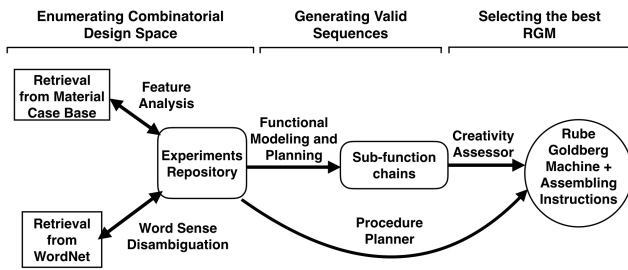 Enumerating Combinatorial
Design Space
Generating Valid
Sequences
Selecting the best
RGM
Retrieval
from Material
Case Base
Feature
Analysis
Experiments
Repository
Functional
Modeling and
Planning
Sub-function
chains
Creativity
Assessor
Rube
Goldberg
Machine +
Assembling
Instructions
Retrieval
from
WordNet
Word Sense
Disambiguation
Procedure
Planner